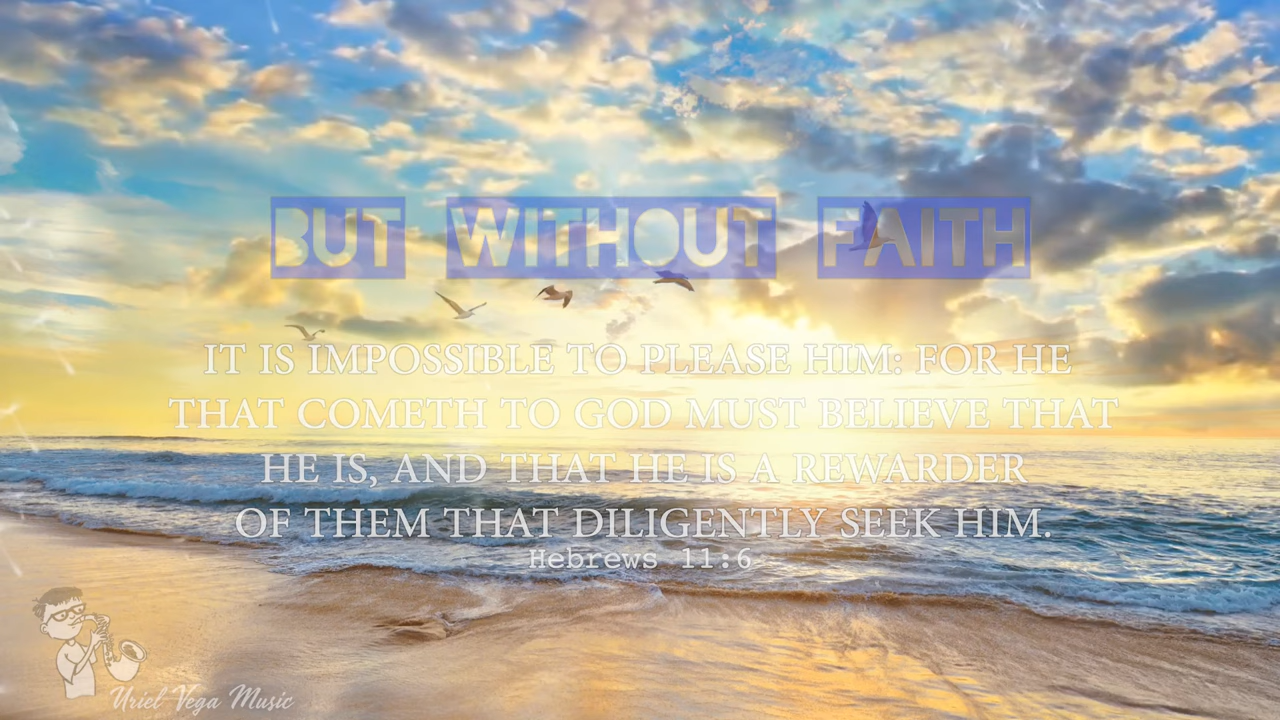 BUT WITHOUT FAITH
IT IS IMPOSSIBLE TO PLEASE HIM: FOR HE
THAT COMETH TO GOD MUST BELIEVE THAT
HE IS, AND THAT HE IS A REWARDER
OF THEM THAT DILIGENTLY SEEK HIM.
Hebrews 11:6
Uriel Vega Music